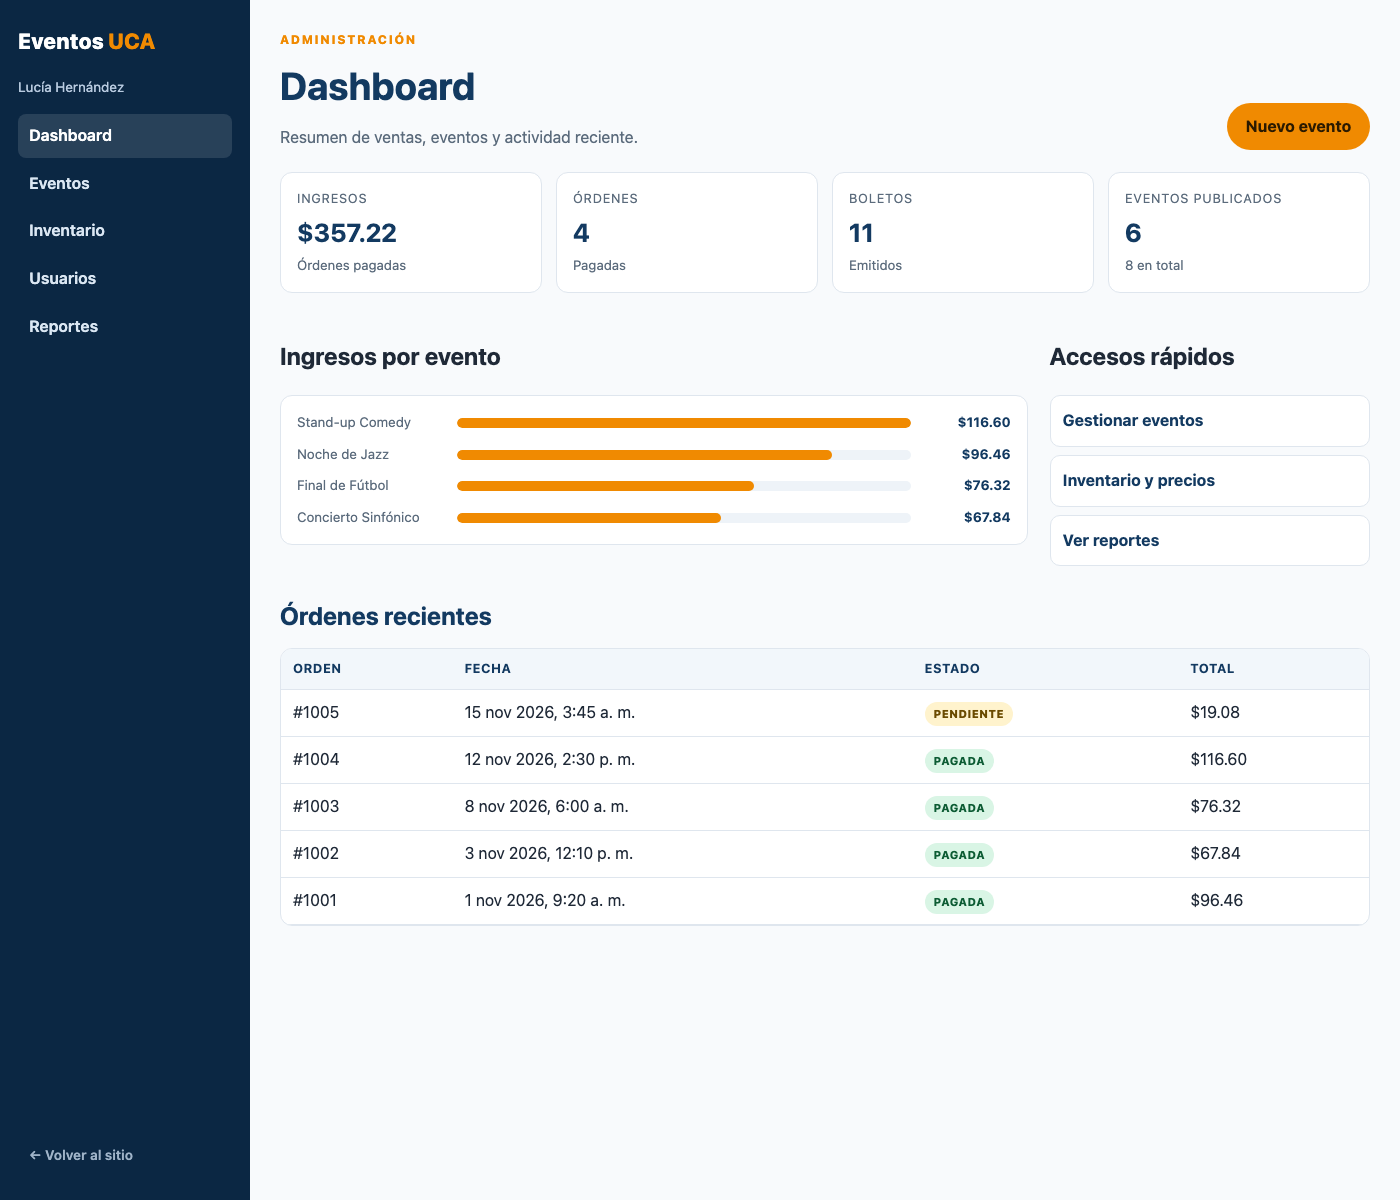 Eventos UCA
Lucía Hernández
Dashboard
Eventos
Inventario
Usuarios
Reportes
← Volver al sitio
ADMINISTRACIÓN
Dashboard
Resumen de ventas, eventos y actividad reciente.
Nuevo evento
INGRESOS
$357.22
Órdenes pagadas
ÓRDENES
4
Pagadas
BOLETOS
11
Emitidos
EVENTOS PUBLICADOS
6
8 en total
Ingresos por evento
Stand-up Comedy $116.60
Noche de Jazz $96.46
Final de Fútbol $76.32
Concierto Sinfónico $67.84
Accesos rápidos
Gestionar eventos
Inventario y precios
Ver reportes
Órdenes recientes
ORDEN FECHA ESTADO TOTAL
#1005 15 nov 2026, 3:45 a. m. PENDIENTE $19.08
#1004 12 nov 2026, 2:30 p. m. PAGADA $116.60
#1003 8 nov 2026, 6:00 a. m. PAGADA $76.32
#1002 3 nov 2026, 12:10 p. m. PAGADA $67.84
#1001 1 nov 2026, 9:20 a. m. PAGADA $96.46